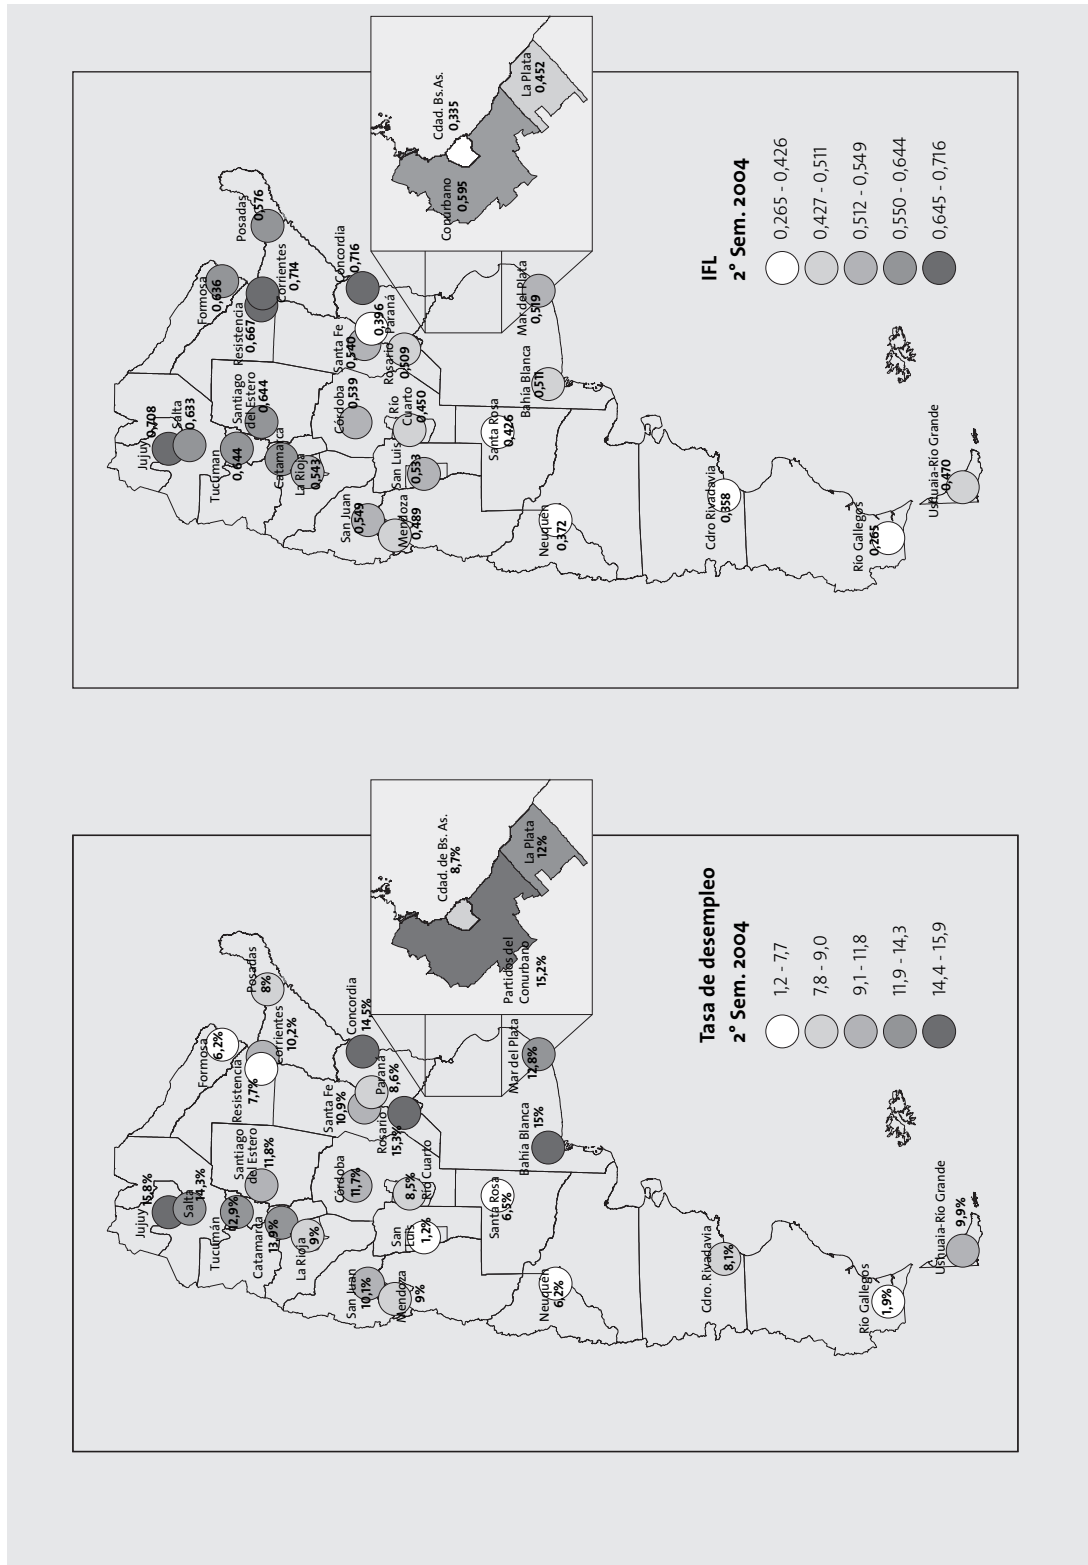 Jujuy
15,8%
Salta
14,3%
Tucumán
12,9%
Catamarca
13,9%
La Rioja
9%
Santiago
del Estero
11,8%
Formosa
6,2%
Resistencia
7,7%
Corrientes
10,2%
Posadas
8%
San Juan
10,1%
Mendoza
9%
San
Luis
1,2%
Córdoba
11,7%
8,5%
Río Cuarto
Santa Fe
10,9%
Paraná
8,6%
Rosario
15,3%
Concordia
14,5%
Santa Rosa
6,5%
Neuquén
6,2%
Bahía Blanca
15%
Mar del Plata
12,8%
Cdro. Rivadavia
8,1%
Río Gallegos
1,9%
Ushuaia-Río Grande
9,9%
Cdad. de Bs. As.
8,7%
La Plata
12%
Partidos del
Conurbano
15,2%
Tasa de desempleo
2° Sem. 2004
1,2 - 7,7
7,8 - 9,0
9,1 - 11,8
11,9 - 14,3
14,4 - 15,9
Jujuy
0,708
Salta
0,633
Tucuman
0,644
Catamarca
La Rioja
0,543
Santiago
del Estero
0,644
Formosa
0,636
Resistencia
0,667
Corrientes
0,714
Posadas
0,576
San Juan
0,549
Mendoza
0,489
San Luis
0,533
Córdoba
0,539
Río
Cuarto
0,450
Santa Fe
0,540
Paraná
0,396
Rosario
0,509
Concordia
0,716
Santa Rosa
0,426
Neuquén
0,372
Bahía Blanca
0,511
Mar del Plata
0,519
Cdro Rivadavia
0,358
Río Gallegos
0,265
Ushuaia-Río Grande
0,470
Cdad. Bs.As.
0,335
La Plata
0,452
Conurbano
0,595
IFL
2° Sem. 2004
0,265 - 0,426
0,427 - 0,511
0,512 - 0,549
0,550 - 0,644
0,645 - 0,716